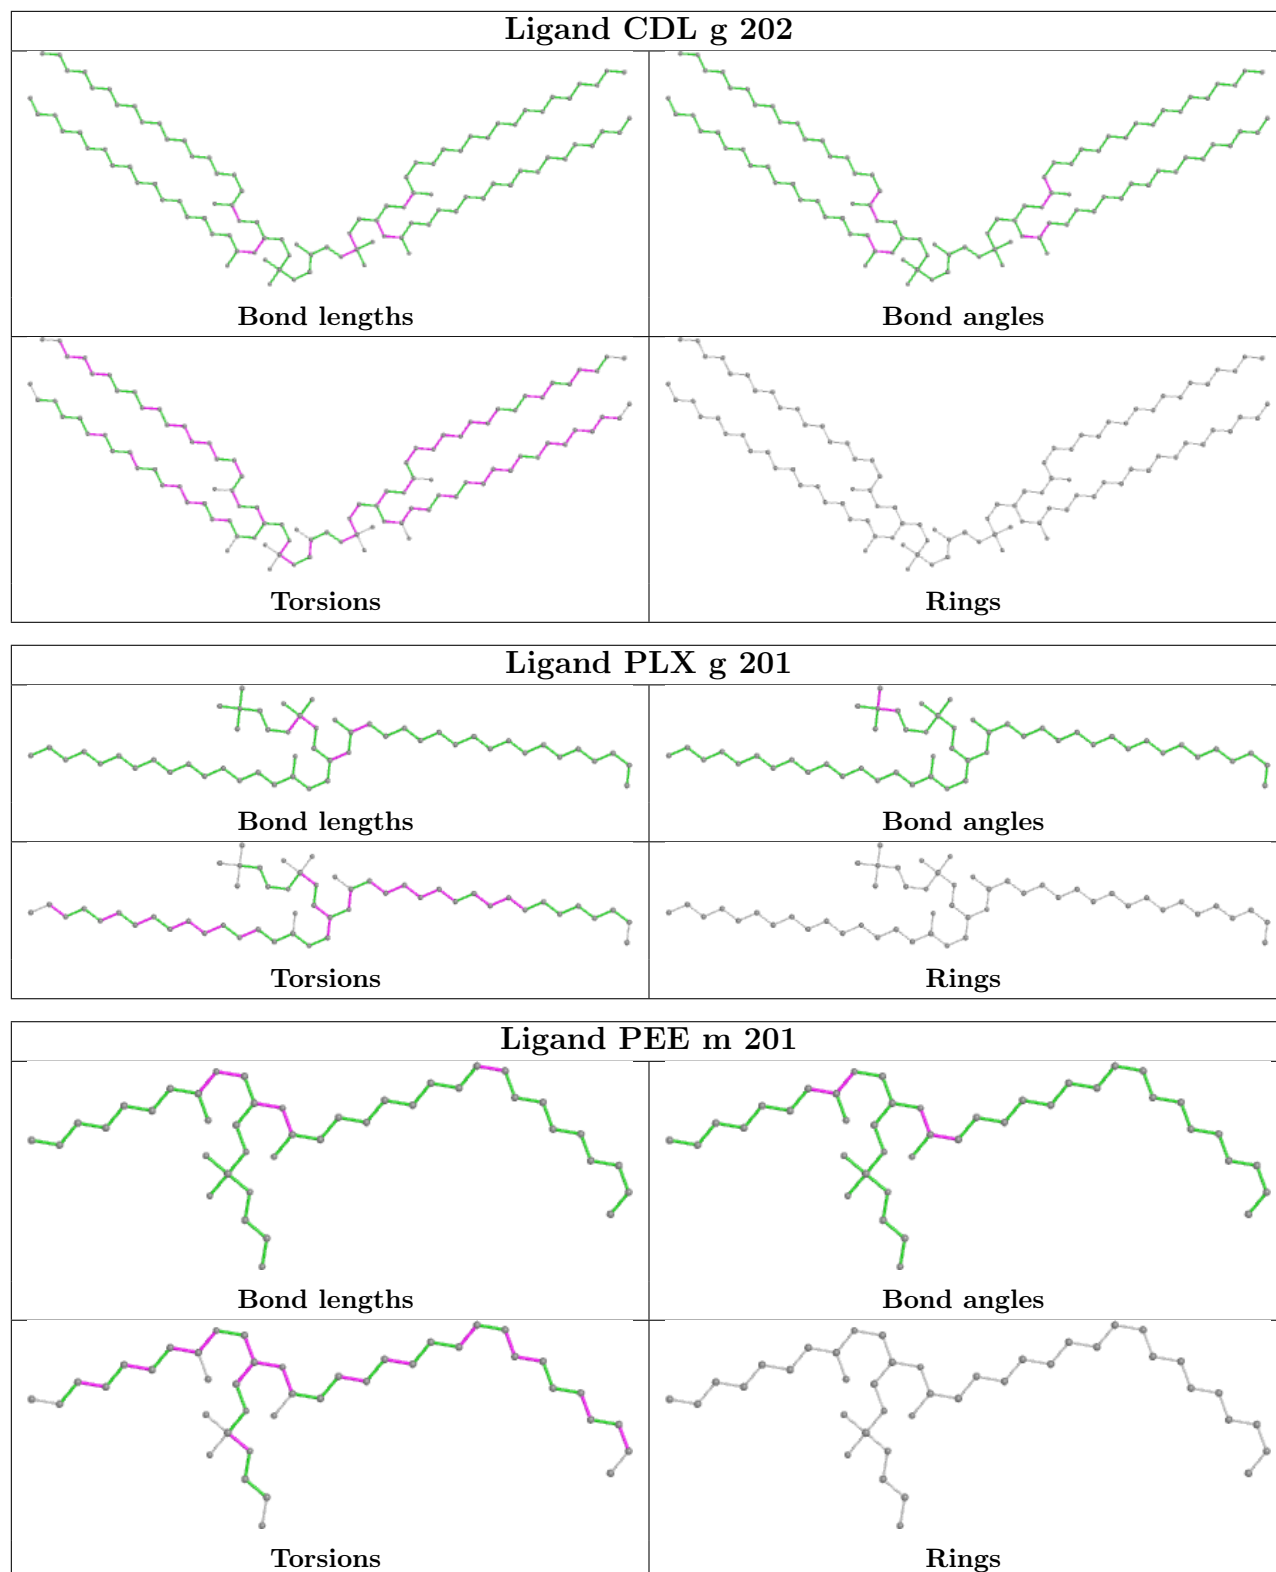 Ligand CDL g 202
Bond lengths
Bond angles
Torsions
Rings
Ligand PLX g 201
Bond lengths
Bond angles
Torsions
Rings
Ligand PEE m 201
Bond lengths
Bond angles
Torsions
Rings